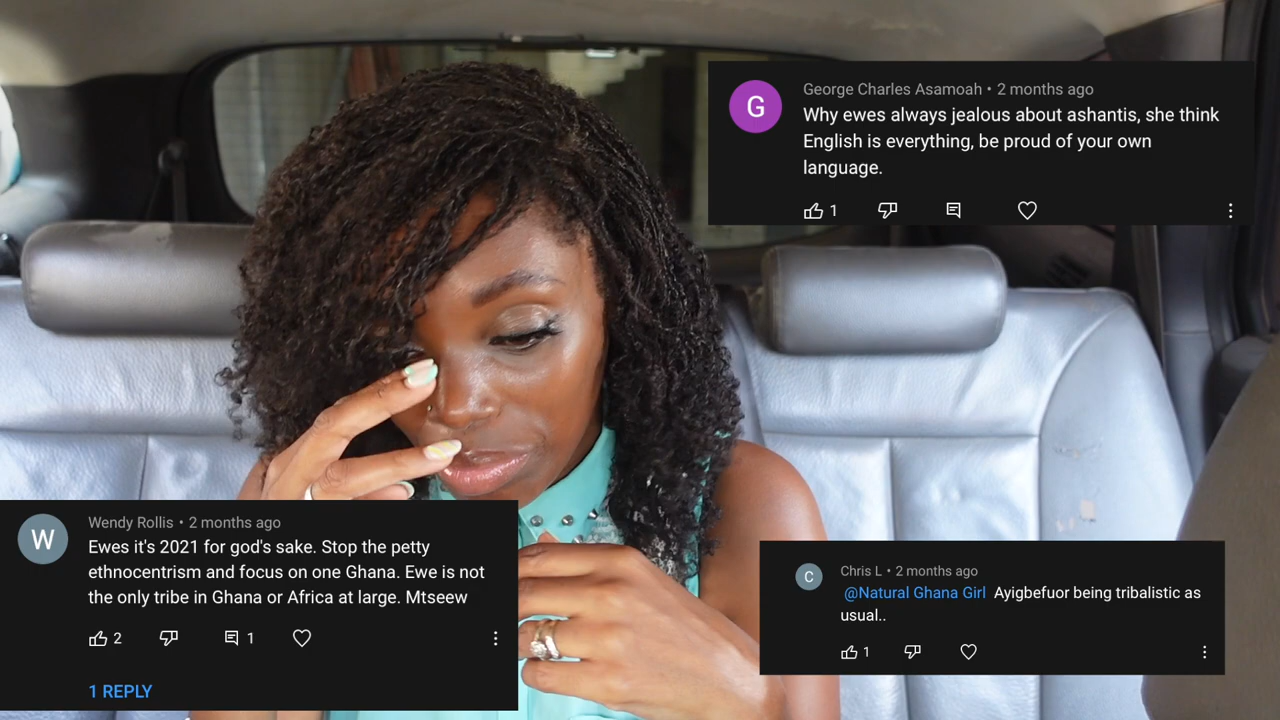 G
George Charles Asamoah • 2 months ago
Why ewes always jealous about ashantis, she think
English is everything, be proud of your own
language.
1
W
Wendy Rollis • 2 months ago
Ewes it's 2021 for god's sake. Stop the petty
ethnocentrism and focus on one Ghana. Ewe is not
the only tribe in Ghana or Africa at large. Mtseew
2
1
1 REPLY
C
Chris L • 2 months ago
@Natural Ghana Girl Ayigbefuor being tribalistic as
usual..
1